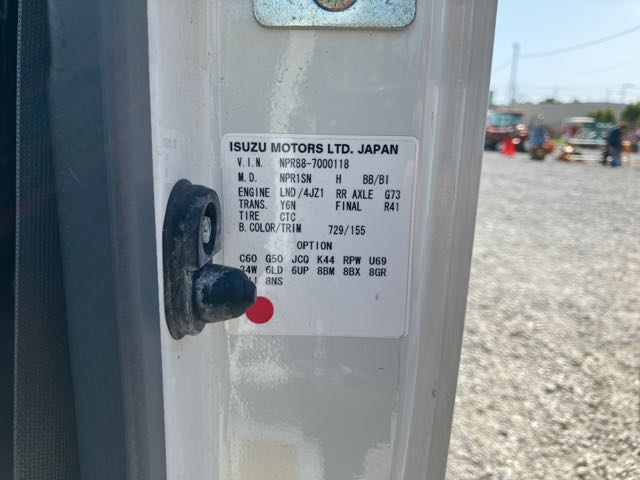 ISUZU MOTORS LTD. JAPAN
V.I.N. NPR88-7000118
M.D. NPR1SN H BB/BI
ENGINE LND/4JZ1 RR AXLE G73
TRANS. Y6N FINAL R41
TIRE CTC
B.COLOR/TRIM 729/155
OPTION
C60 G50 JCQ K44 RPW U69
34W 6LD 6UP 8BM 8BX 8GR
8NS